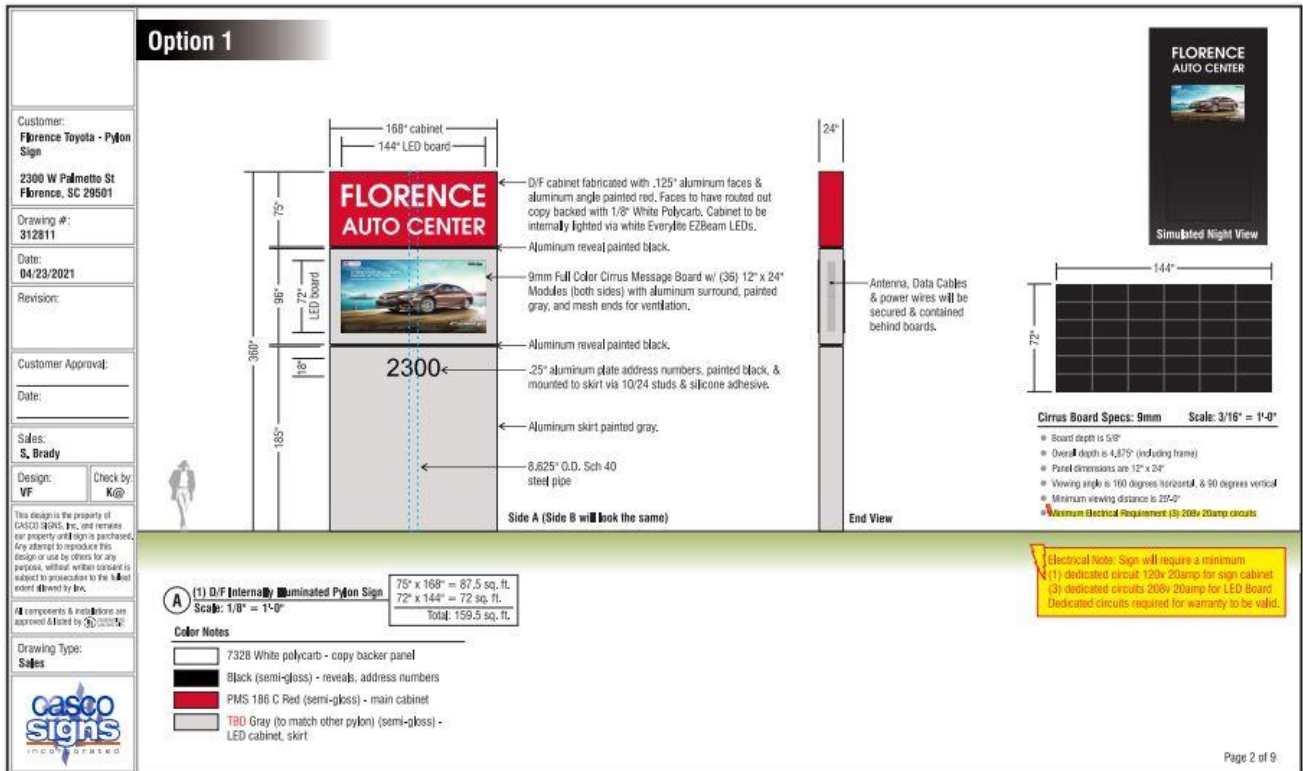 Option 1
Customer:
Florence Toyota - Pylon
Sign
2300 W Palmetto St
Florence, SC 29501
Drawing #:
312811
Date:
04/23/2021
Revision:
Customer Approval:
Date:
Sales:
S. Brady
Design:
VF
Check by:
K@
This design is the property of
CASCO SIGNS, Inc, and remains
our property until sign is purchased.
Any attempt to reproduce this
design or use by others for any
purpose, without written consent is
subject to prosecution to the fullest
extent allowed by law.
All components & installations are
approved & listed by
Drawing Type:
Sales
casco
signs
incorporated
168" cabinet
144" LED board
24"
360"
75"
96"
72"
LED board
18"
185"
FLORENCE
AUTO CENTER
2300
D/F cabinet fabricated with .125" aluminum faces &
aluminum angle painted red. Faces to have routed out
copy backed with 1/8" White Polycarb. Cabinet to be
internally lighted via white Everylite EZBeam LEDs.
Aluminum reveal painted black.
9mm Full Color Cirrus Message Board w/ (36) 12" x 24"
Modules (both sides) with aluminum surround, painted
gray, and mesh ends for ventilation.
Aluminum reveal painted black.
.25" aluminum plate address numbers, painted black, &
mounted to skirt via 10/24 studs & silicone adhesive.
Aluminum skirt painted gray.
8.625" O.D. Sch 40
steel pipe
Side A (Side B will look the same)
Antenna, Data Cables
& power wires will be
secured & contained
behind boards.
End View
FLORENCE
AUTO CENTER
Simulated Night View
144"
72"
Cirrus Board Specs: 9mm Scale: 3/16" = 1'-0"
Board depth is 5/8"
Overall depth is 4.875" (including frame)
Panel dimensions are 12" x 24"
Viewing angle is 160 degrees horizontal, & 90 degrees vertical
Minimum viewing distance is 25'-0"
Minimum Electrical Requirement (3) 208v 20amp circuits
Electrical Note: Sign will require a minimum
(1) dedicated circuit 120v 20amp for sign cabinet
(3) dedicated circuits 208v 20amp for LED Board
Dedicated circuits required for warranty to be valid.
A
(1) D/F Internally Illuminated Pylon Sign
Scale: 1/8" = 1'-0"
75" x 168" = 87.5 sq. ft.
72" x 144" = 72 sq. ft.
Total: 159.5 sq. ft.
Color Notes
7328 White polycarb - copy backer panel
Black (semi-gloss) - reveals, address numbers
PMS 186 C Red (semi-gloss) - main cabinet
TBD Gray (to match other pylon) (semi-gloss) -
LED cabinet, skirt
Page 2 of 9